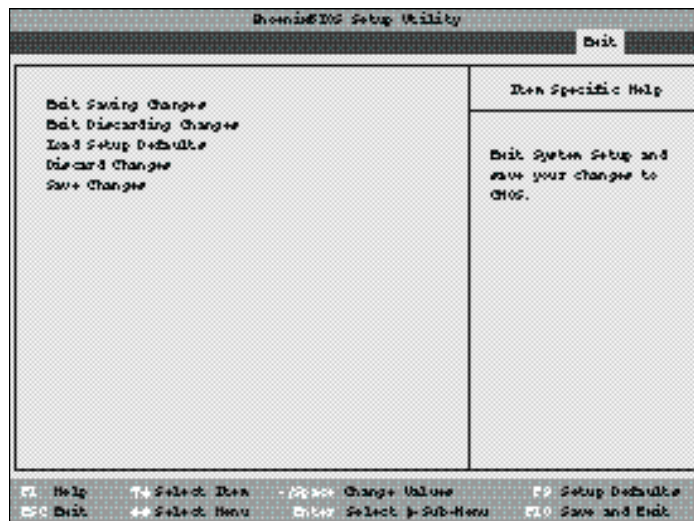 PhoenixBIOS Setup Utility
Exit
Exit Saving Changes
Exit Discarding Changes
Load Setup Defaults
Discard Changes
Save Changes
Item Specific Help
Exit System Setup and
save your changes to
CMOS.
F1 Help ↑↓ Select Item -/Space Change Values F9 Setup Defaults
ESC Exit ↔ Select Menu Enter Select ▶ Sub-Menu F10 Save and Exit